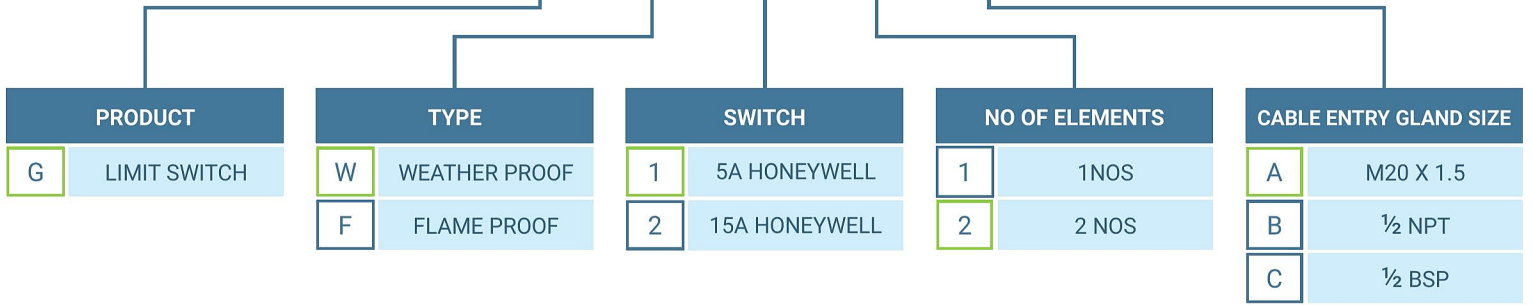 PRODUCT
G LIMIT SWITCH
TYPE
W WEATHER PROOF
F FLAME PROOF
SWITCH
1 5A HONEYWELL
2 15A HONEYWELL
NO OF ELEMENTS
1 1NOS
2 2 NOS
CABLE ENTRY GLAND SIZE
A M20 X 1.5
B ½ NPT
C ½ BSP